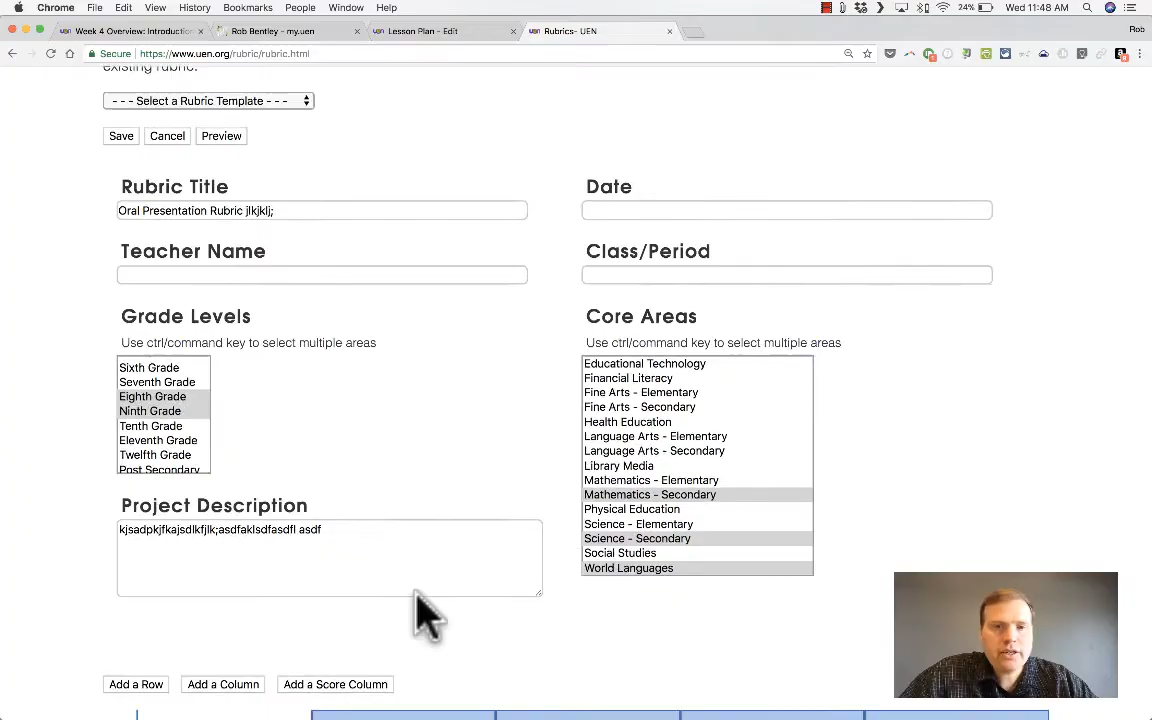 Chrome File Edit View History Bookmarks People Window Help 24% Wed 11:48 AM
Week 4 Overview: Introduction Rob Bentley - my.uen Lesson Plan - Edit Rubrics- UEN Rob
Secure https://www.uen.org/rubric/rubric.html
existing rubric.
- - - Select a Rubric Template - - -
Save Cancel Preview
Rubric Title Date
Oral Presentation Rubric jlkjklj;
Teacher Name Class/Period
Grade Levels Core Areas
Use ctrl/command key to select multiple areas Use ctrl/command key to select multiple areas
Sixth Grade
Seventh Grade
Eighth Grade
Ninth Grade
Tenth Grade
Eleventh Grade
Twelfth Grade
Post Secondary
Educational Technology
Financial Literacy
Fine Arts - Elementary
Fine Arts - Secondary
Health Education
Language Arts - Elementary
Language Arts - Secondary
Library Media
Mathematics - Elementary
Mathematics - Secondary
Physical Education
Science - Elementary
Science - Secondary
Social Studies
World Languages
Project Description
kjsadpkjfkajsdlkfjlk;asdfaklsdfasdfl asdf
Add a Row Add a Column Add a Score Column